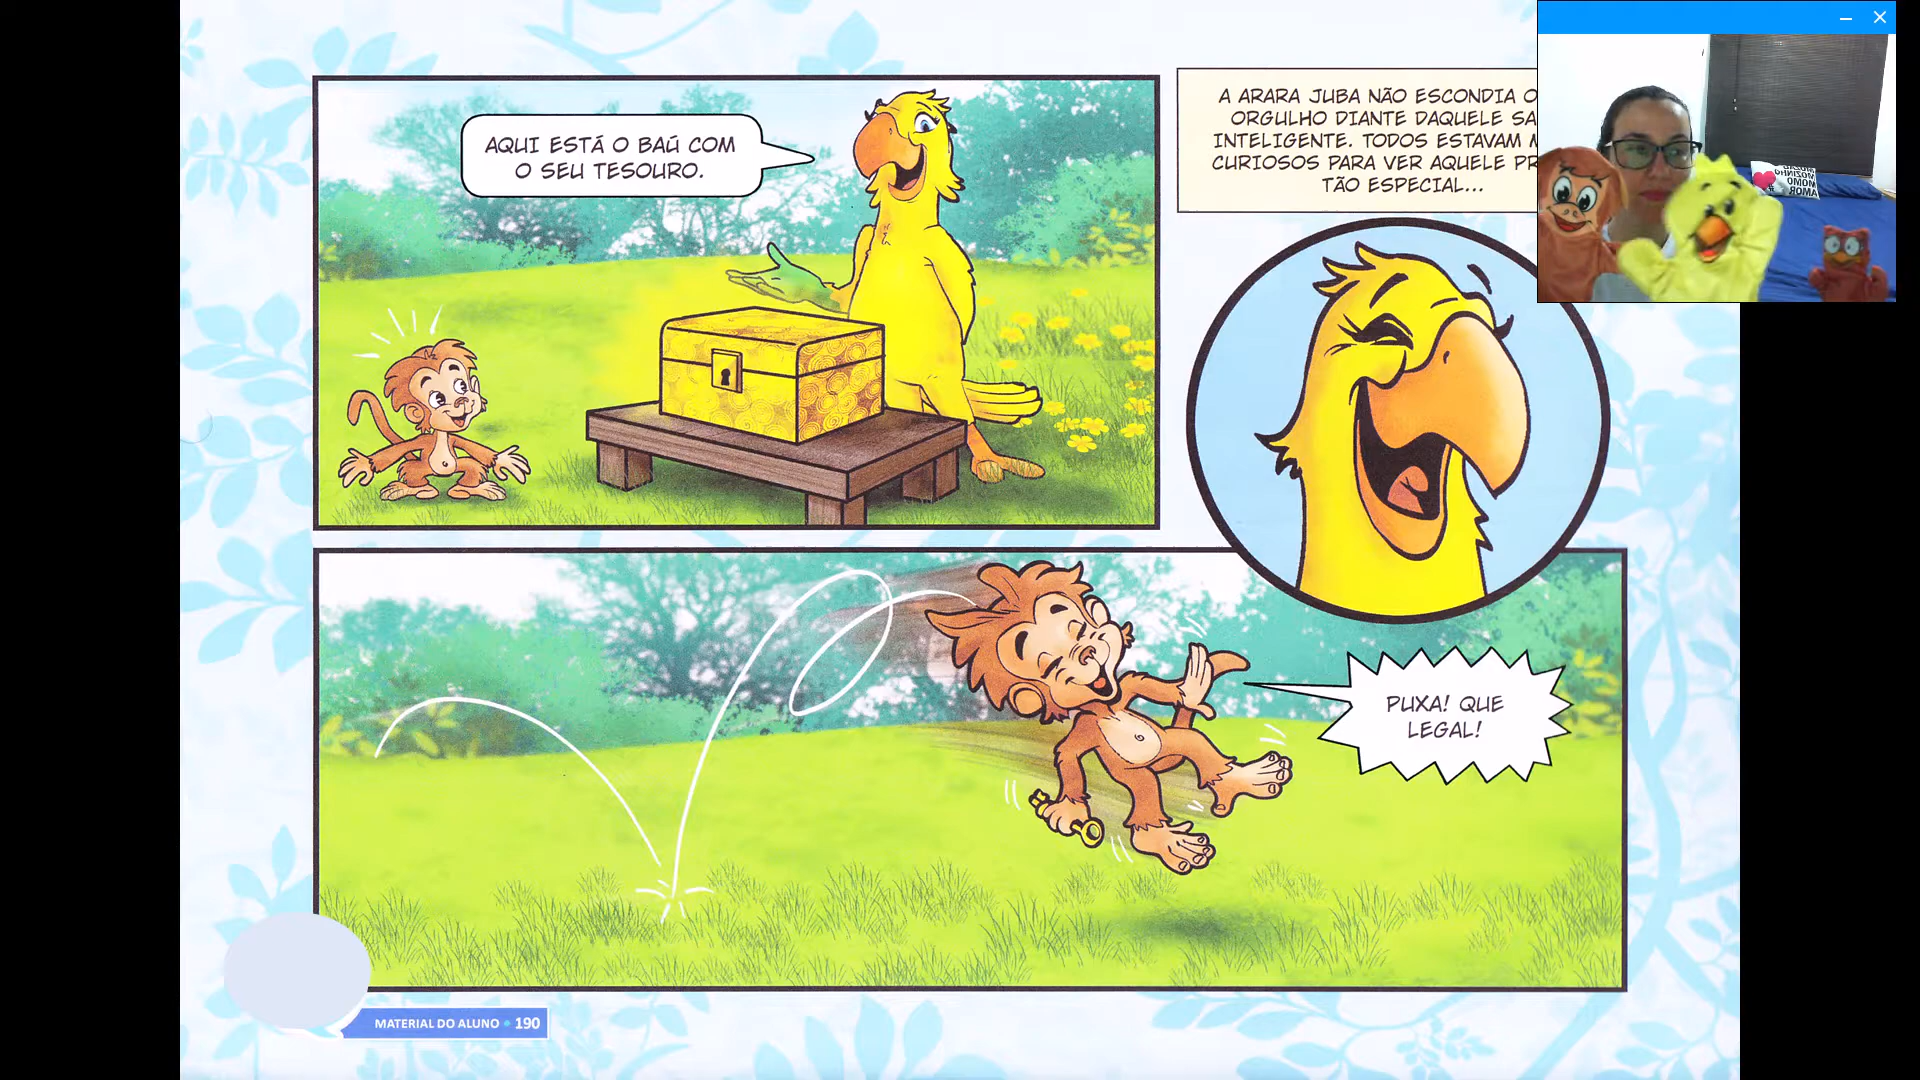 AQUI ESTÁ O BAÚ COM
O SEU TESOURO.
A ARARA JUBA NÃO ESCONDIA O
ORGULHO DIANTE DAQUELE
INTELIGENTE. TODOS ESTAVAM
CURIOSOS PARA VER AQUELE
TÃO ESPECIAL...
PUXA! QUE
LEGAL!
MATERIAL DO ALUNO • 190